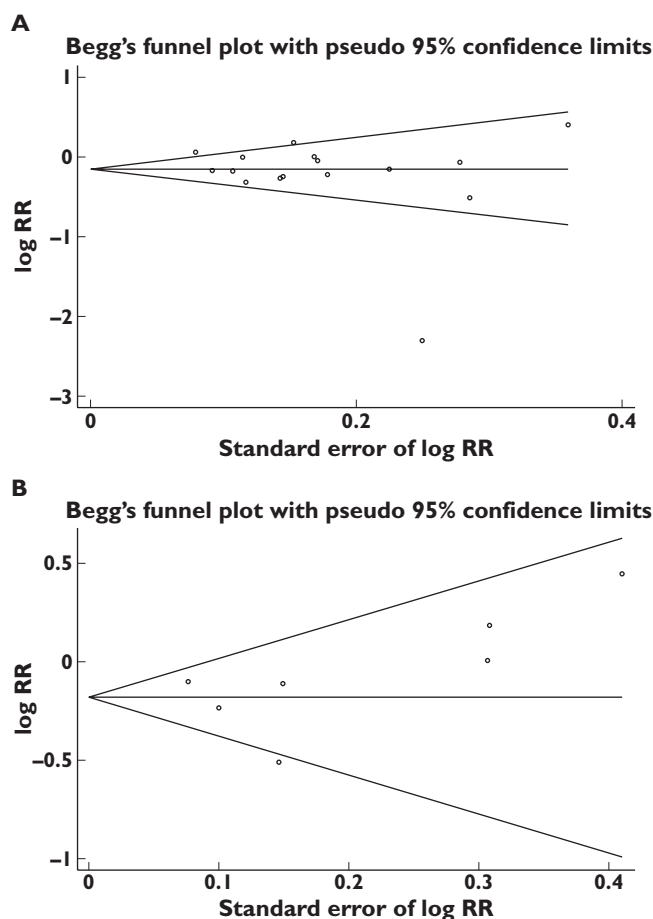 A
Begg's funnel plot with pseudo 95% confidence limits
1
0
–1
–2
–3
log RR
0
0.2
0.4
Standard error of log RR
B
Begg's funnel plot with pseudo 95% confidence limits
0.5
0
–0.5
–1
log RR
0
0.1
0.2
0.3
0.4
Standard error of log RR